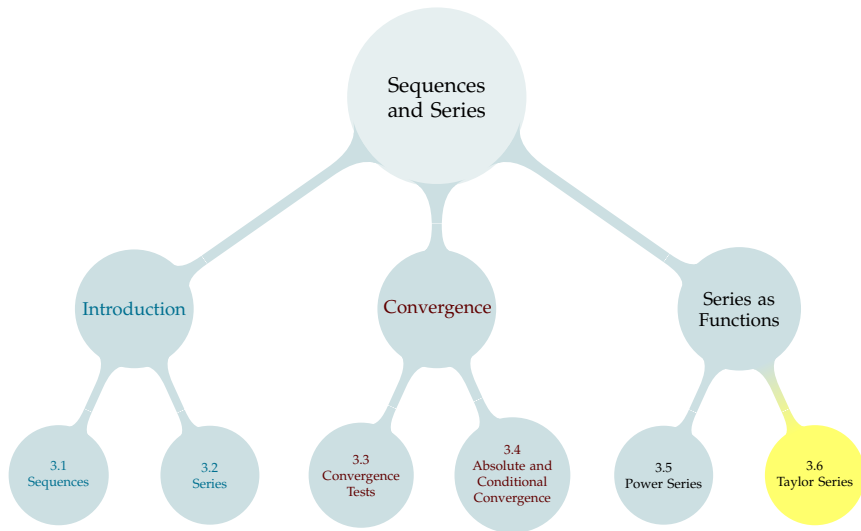 Sequences
and Series
Introduction
Convergence
Series as
Functions
3.1
Sequences
3.2
Series
3.3
Convergence
Tests
3.4
Absolute and
Conditional
Convergence
3.5
Power Series
3.6
Taylor Series